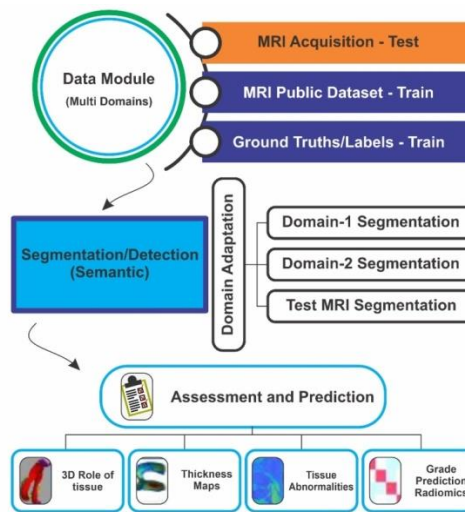 MRI Acquisition - Test
Data Module
(Multi Domains)
MRI Public Dataset - Train
Ground Truths/Labels - Train
Segmentation/Detection
(Semantic)
Domain Adaptation
Domain-1 Segmentation
Domain-2 Segmentation
Test MRI Segmentation
Assessment and Prediction
3D Role of
tissue
Thickness
Maps
Tissue
Abnormalities
Grade
Prediction
Radiomics